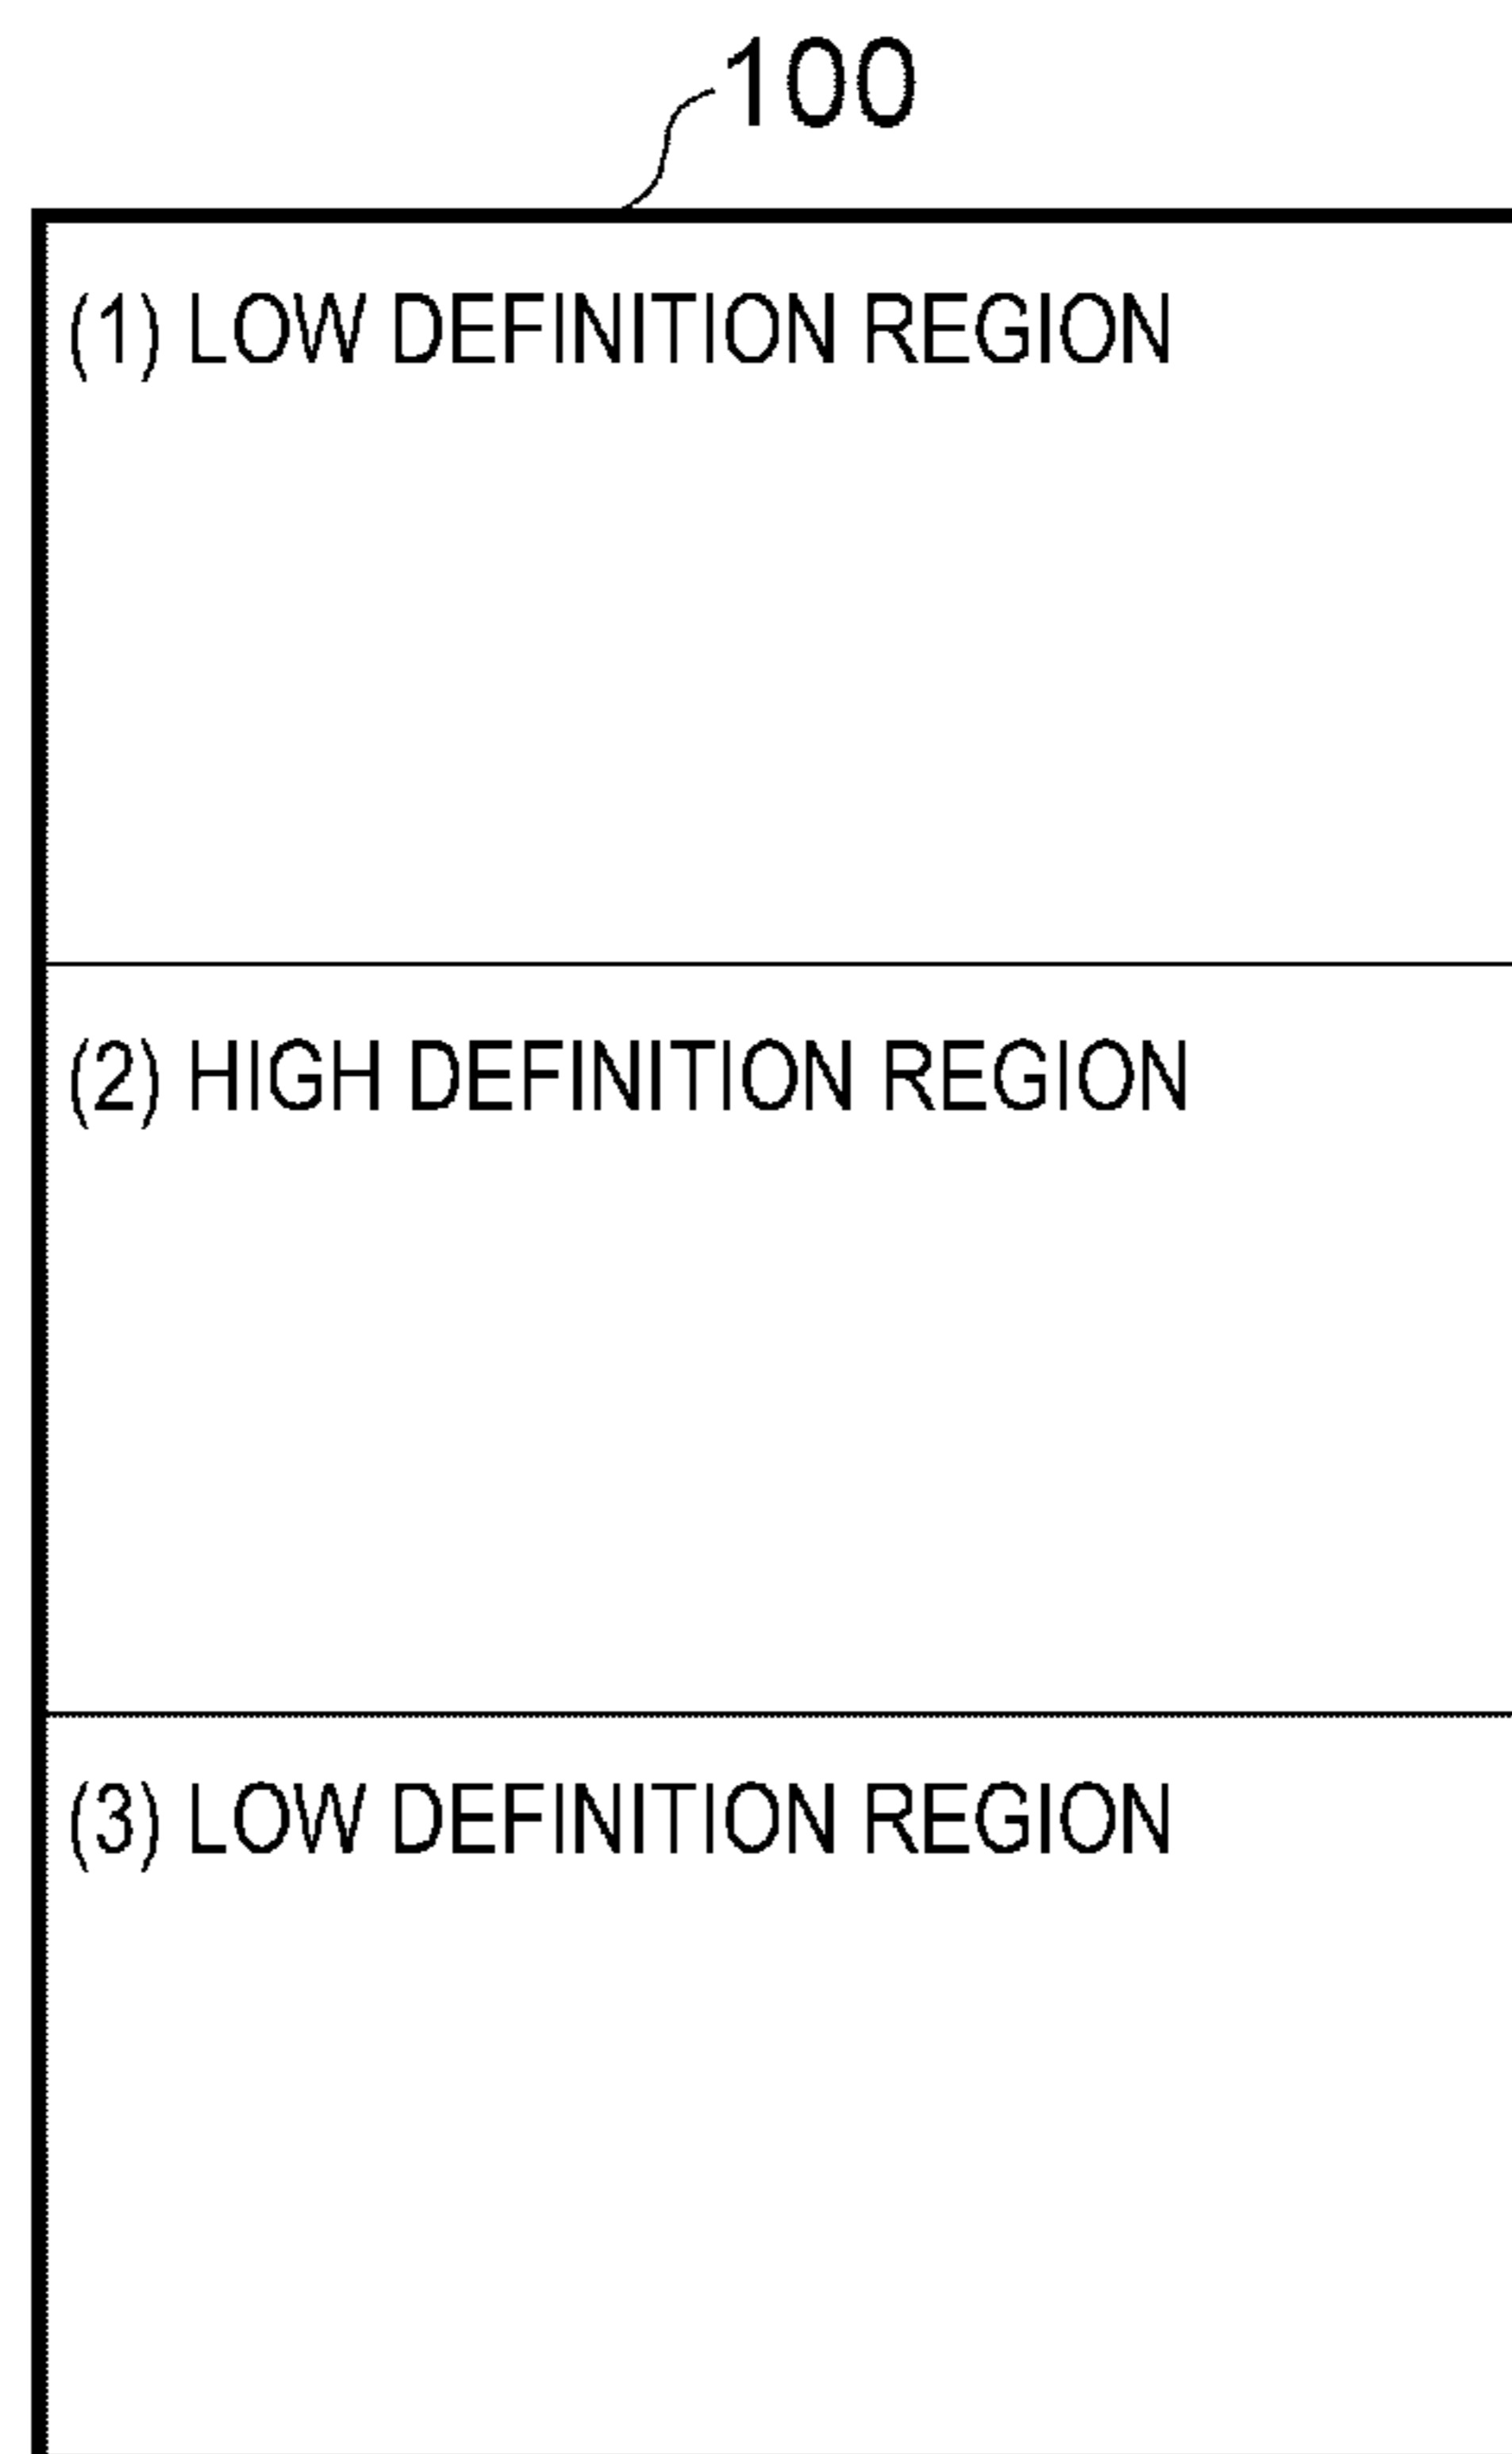 100
(1) LOW DEFINITION REGION
(2) HIGH DEFINITION REGION
(3) LOW DEFINITION REGION